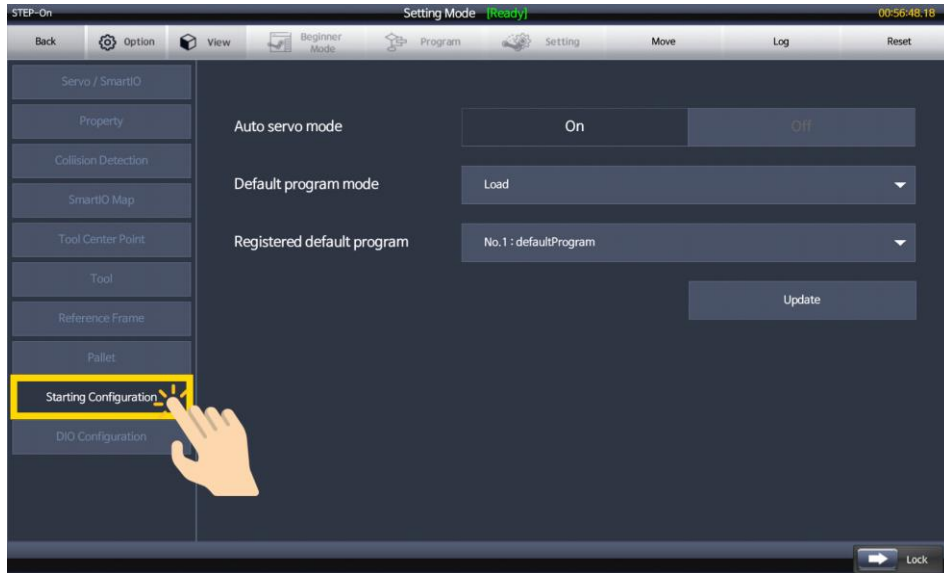 STEP-On
Setting Mode [Ready]
00:56:48.18
Back
Option
View
Beginner
Mode
Program
Setting
Move
Log
Reset
Servo / SmartIO
Property
Collision Detection
SmartIO Map
Tool Center Point
Tool
Reference Frame
Pallet
Starting Configuration
DIO Configuration
Auto servo mode
On
Off
Default program mode
Load
Registered default program
No.1 : defaultProgram
Update
Lock